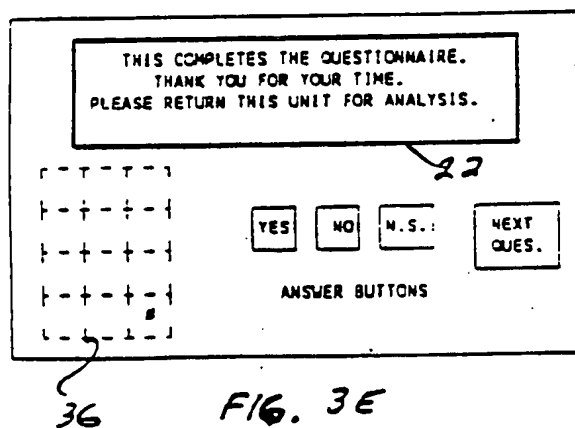 THIS COMPLETES THE QUESTIONNAIRE.
THANK YOU FOR YOUR TIME.
PLEASE RETURN THIS UNIT FOR ANALYSIS.
22
YES NO N.S. NEXT
QUES.
ANSWER BUTTONS
36
FIG. 3E